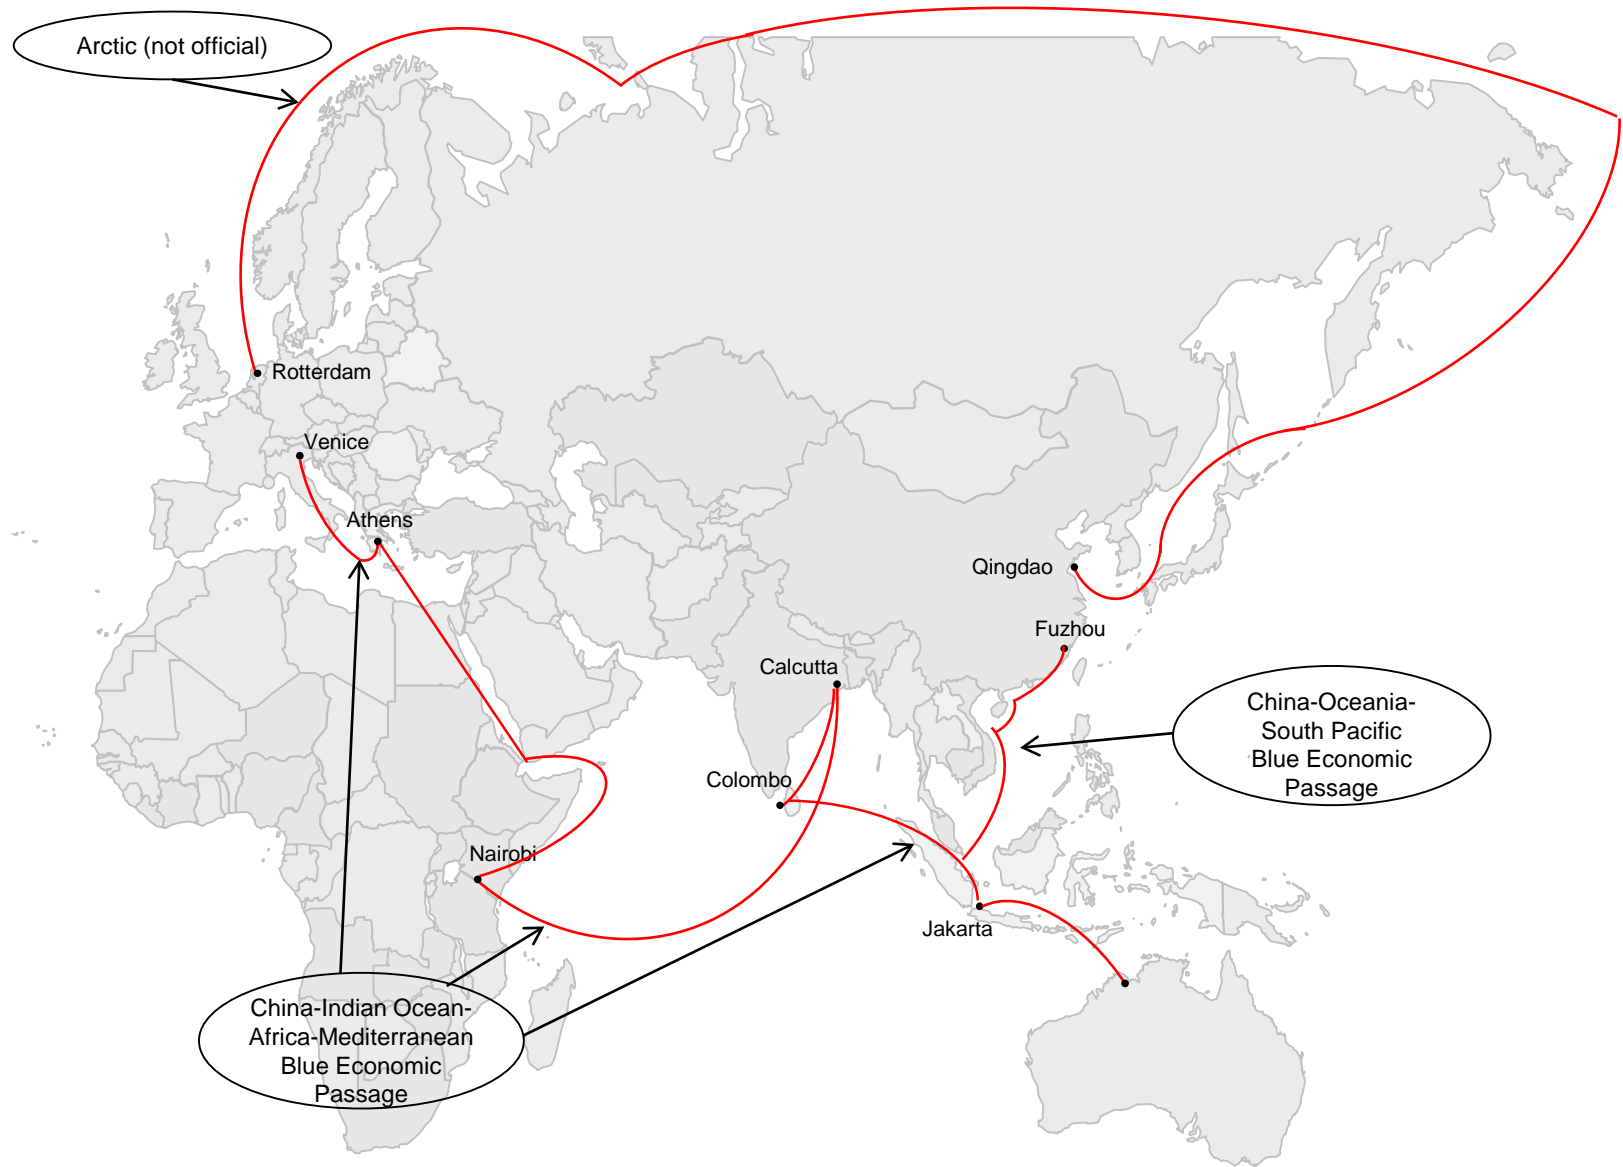 Arctic (not official)
Rotterdam
Venice
Athens
Qingdao
Fuzhou
Calcutta
China-Oceania-
South Pacific
Blue Economic
Passage
Colombo
Nairobi
Jakarta
China-Indian Ocean-
Africa-Mediterranean
Blue Economic
Passage